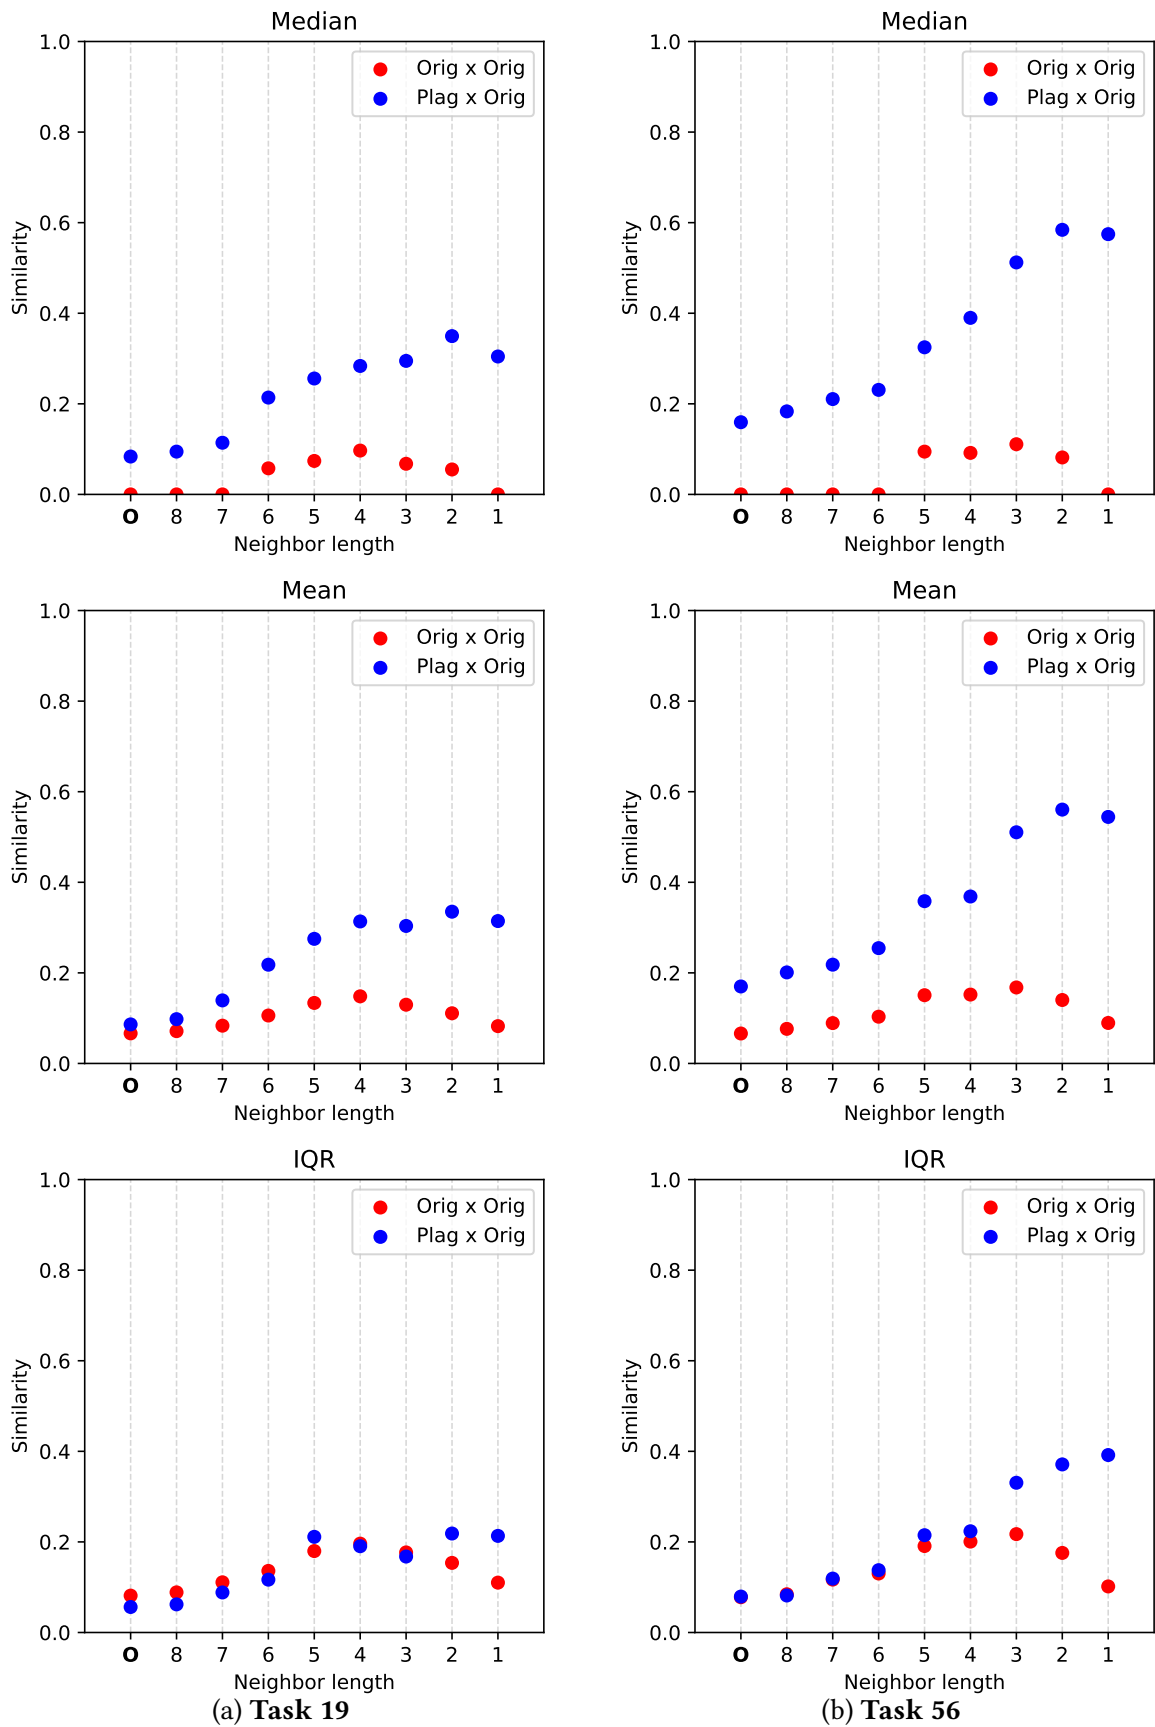 Median
1.0
0.8
0.6
0.4
0.2
0.0
Similarity
Orig x Orig
Plag x Orig
O 8 7 6 5 4 3 2 1
Neighbor length
Median
1.0
0.8
0.6
0.4
0.2
0.0
Similarity
Orig x Orig
Plag x Orig
O 8 7 6 5 4 3 2 1
Neighbor length
Mean
1.0
0.8
0.6
0.4
0.2
0.0
Similarity
Orig x Orig
Plag x Orig
O 8 7 6 5 4 3 2 1
Neighbor length
Mean
1.0
0.8
0.6
0.4
0.2
0.0
Similarity
Orig x Orig
Plag x Orig
O 8 7 6 5 4 3 2 1
Neighbor length
IQR
1.0
0.8
0.6
0.4
0.2
0.0
Similarity
Orig x Orig
Plag x Orig
O 8 7 6 5 4 3 2 1
Neighbor length
(a) Task 19
IQR
1.0
0.8
0.6
0.4
0.2
0.0
Similarity
Orig x Orig
Plag x Orig
O 8 7 6 5 4 3 2 1
Neighbor length
(b) Task 56